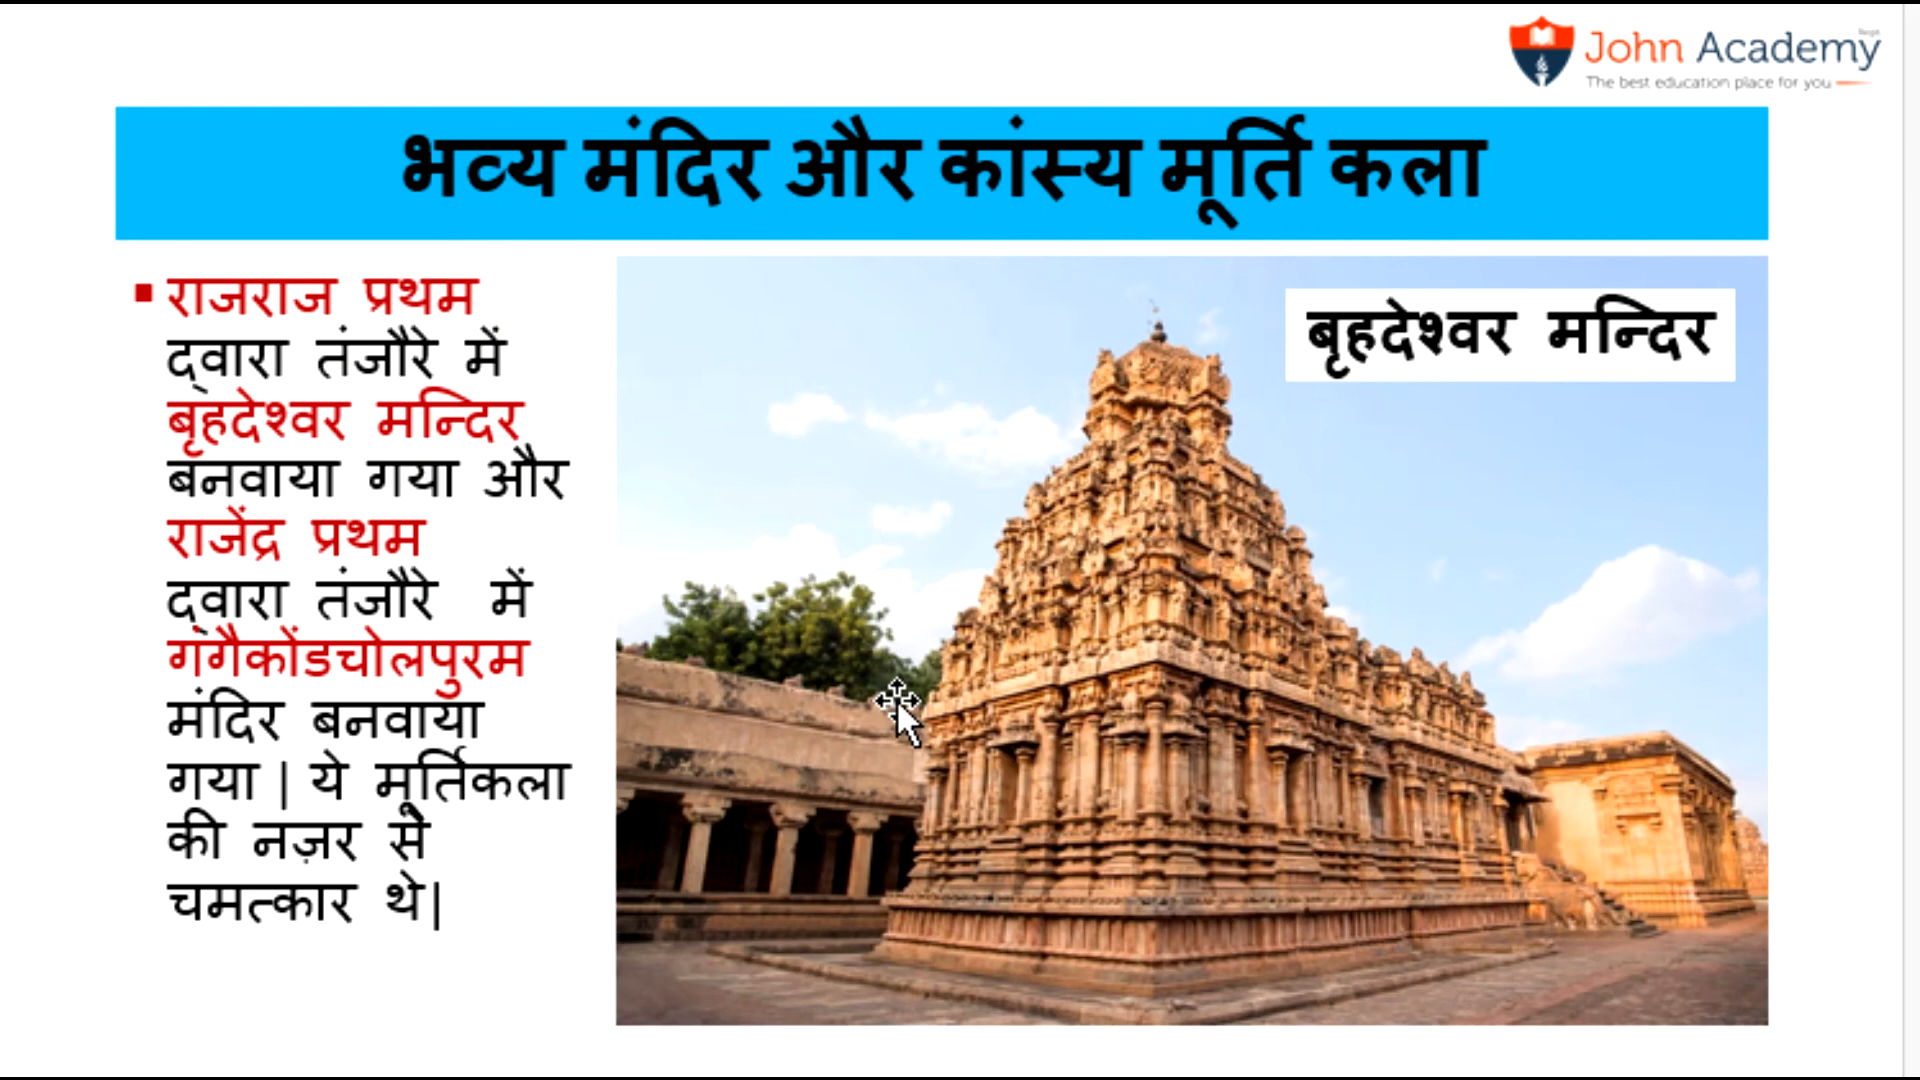 John Academy
The best education place for you
भव्य मंदिर और कांस्य मूर्ति कला
राजराज प्रथम
द्वारा तंजौरे में
बृहदेश्वर मन्दिर
बनवाया गया और
राजेंद्र प्रथम
द्वारा तंजौरे में
गंगैकोंडचोलपुरम
मंदिर बनवाया
गया | ये मूर्तिकला
की नज़र से
चमत्कार थे|
बृहदेश्वर मन्दिर